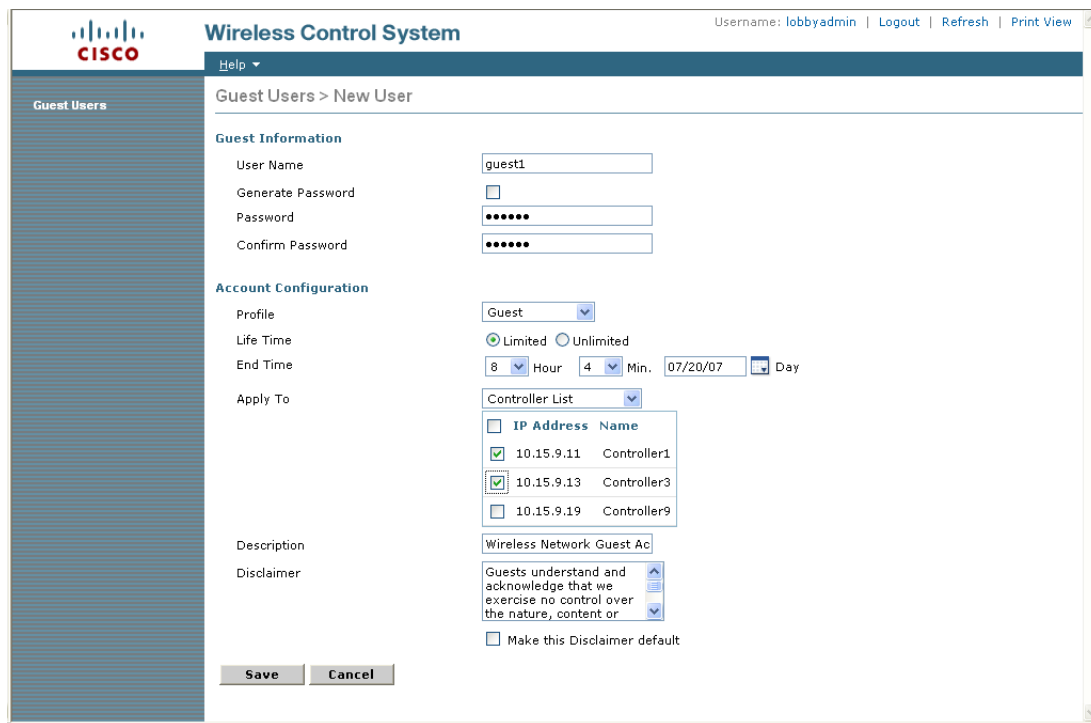 Username: lobbyadmin | Logout | Refresh | Print View
CISCO
Wireless Control System
Help
Guest Users
Guest Users > New User
Guest Information
User Name guest1
Generate Password
Password ••••••
Confirm Password ••••••
Account Configuration
Profile Guest
Life Time Limited Unlimited
End Time 8 Hour 4 Min. 07/20/07 Day
Apply To Controller List
IP Address Name
10.15.9.11 Controller1
10.15.9.13 Controller3
10.15.9.19 Controller9
Description Wireless Network Guest Ac
Disclaimer Guests understand and
acknowledge that we
exercise no control over
the nature, content or
Make this Disclaimer default
Save Cancel